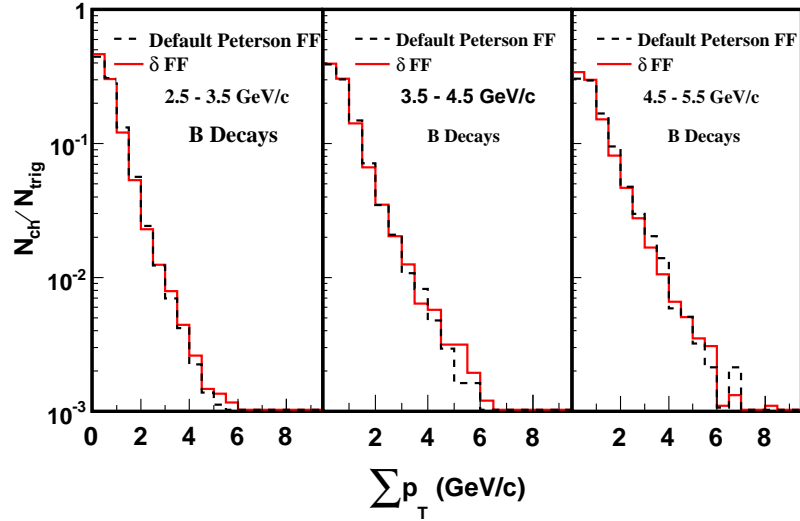 1
10⁻¹
10⁻²
10⁻³
N_ch/N_trig
Default Peterson FF
δ FF
2.5 - 3.5 GeV/c
B Decays
Default Peterson FF
δ FF
3.5 - 4.5 GeV/c
B Decays
Default Peterson FF
δ FF
4.5 - 5.5 GeV/c
B Decays
0 2 4 6 8
2 4 6 8
2 4 6 8
∑ p_T (GeV/c)